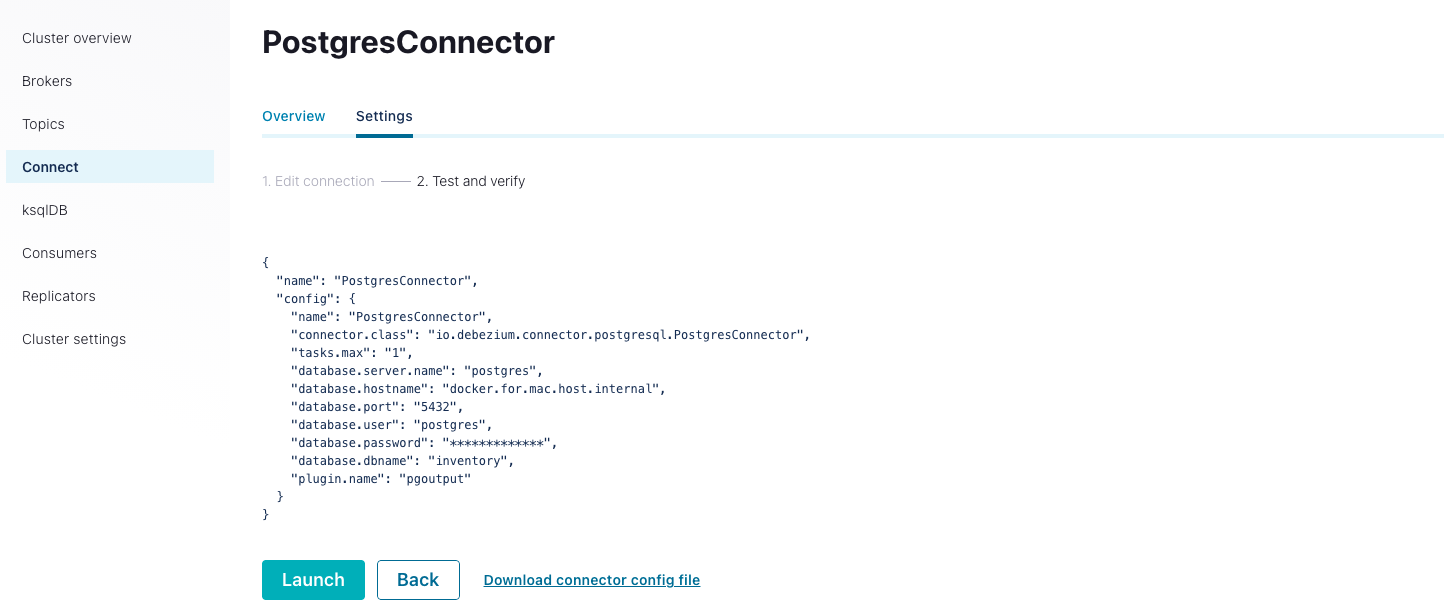 Cluster overview
Brokers
Topics
Connect
ksqlDB
Consumers
Replicators
Cluster settings
PostgresConnector
Overview Settings
1. Edit connection 2. Test and verify
{
  "name": "PostgresConnector",
  "config": {
    "name": "PostgresConnector",
    "connector.class": "io.debezium.connector.postgresql.PostgresConnector",
    "tasks.max": "1",
    "database.server.name": "postgres",
    "database.hostname": "docker.for.mac.host.internal",
    "database.port": "5432",
    "database.user": "postgres",
    "database.password": "*************",
    "database.dbname": "inventory",
    "plugin.name": "pgoutput"
  }
}
Launch Back Download connector config file